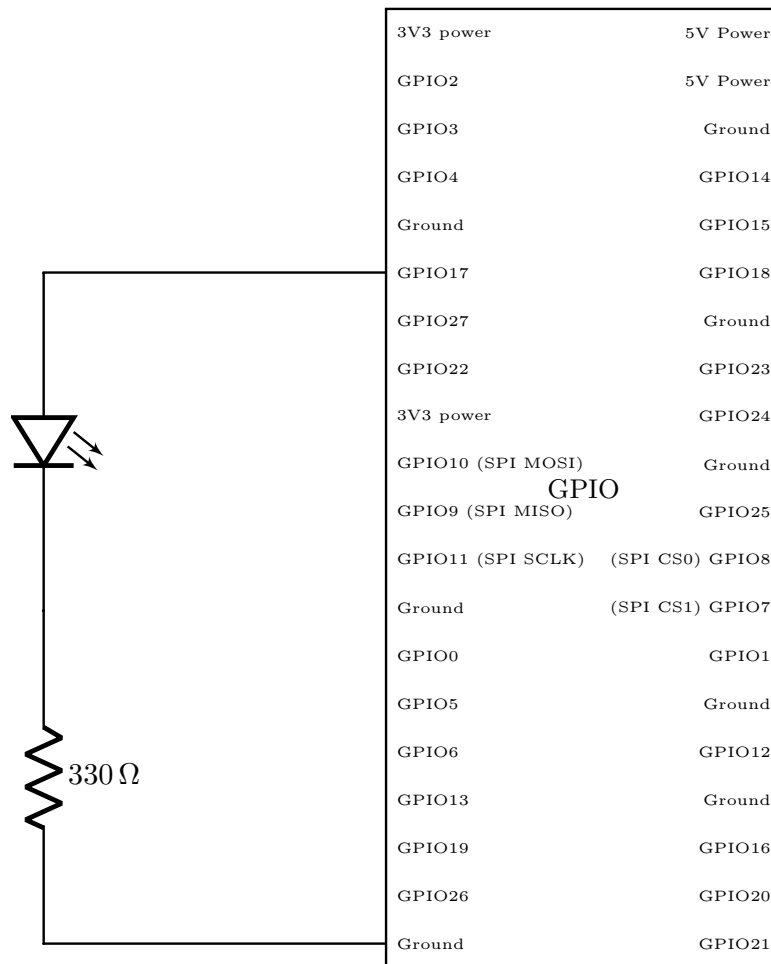 3V3 power 5V Power
GPIO2 5V Power
GPIO3 Ground
GPIO4 GPIO14
Ground GPIO15
GPIO17 GPIO18
GPIO27 Ground
GPIO22 GPIO23
3V3 power GPIO24
GPIO10 (SPI MOSI) Ground
GPIO
GPIO9 (SPI MISO) GPIO25
GPIO11 (SPI SCLK) (SPI CS0) GPIO8
Ground (SPI CS1) GPIO7
GPIO0 GPIO1
GPIO5 Ground
GPIO6 GPIO12
330 Ω
GPIO13 Ground
GPIO19 GPIO16
GPIO26 GPIO20
Ground GPIO21